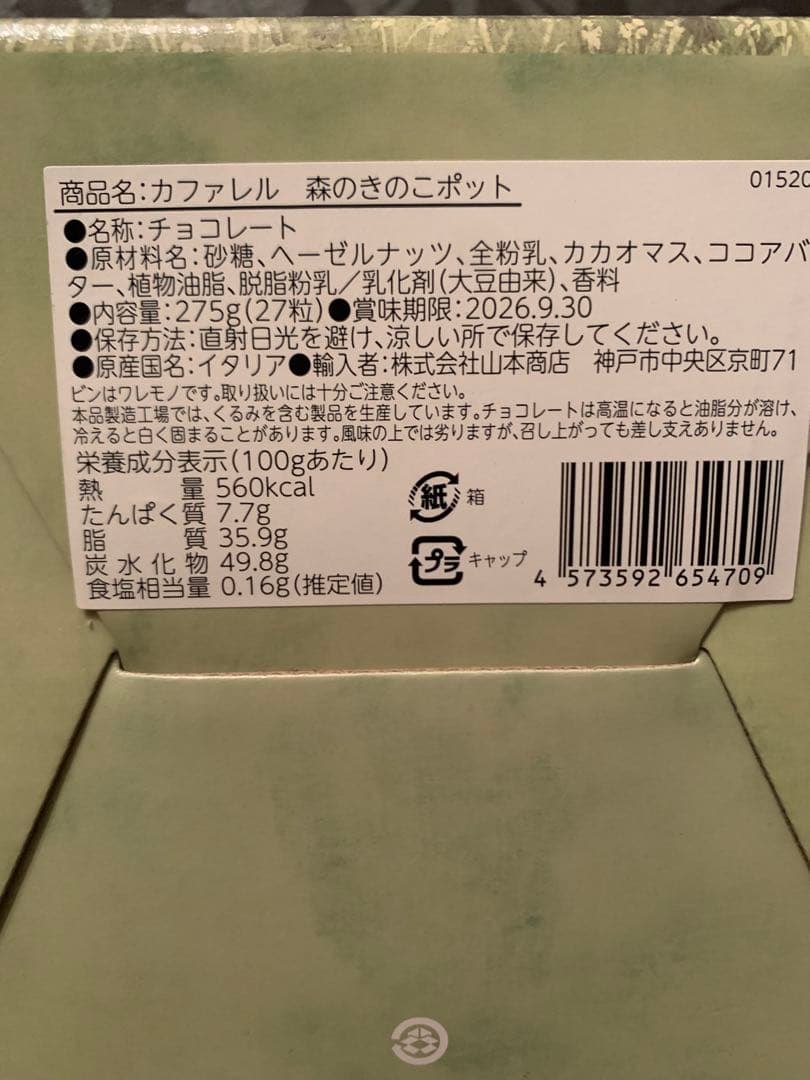 01520
商品名:カファレル 森のきのこポット
●名称:チョコレート
●原材料名:砂糖、ヘーゼルナッツ、全粉乳、カカオマス、ココアバ
ター、植物油脂、脱脂粉乳/乳化剤(大豆由来)、香料
●内容量:275g(27粒)●賞味期限:2026.9.30
●保存方法:直射日光を避け、涼しい所で保存してください。
●原産国名:イタリア●輸入者:株式会社山本商店 神戸市中央区京町71
ビンはワレモノです。取り扱いには十分ご注意ください。
本品製造工場では、くるみを含む製品を生産しています。チョコレートは高温になると油脂分が溶け、
冷えると白く固まることがあります。風味の上では劣りますが、召し上がっても差し支えありません。
栄養成分表示(100gあたり)
熱量 560kcal
たんぱく質 7.7g
脂質 35.9g
炭水化物 49.8g
食塩相当量 0.16g(推定値)
紙 箱
プラ キャップ
4 573592 654709